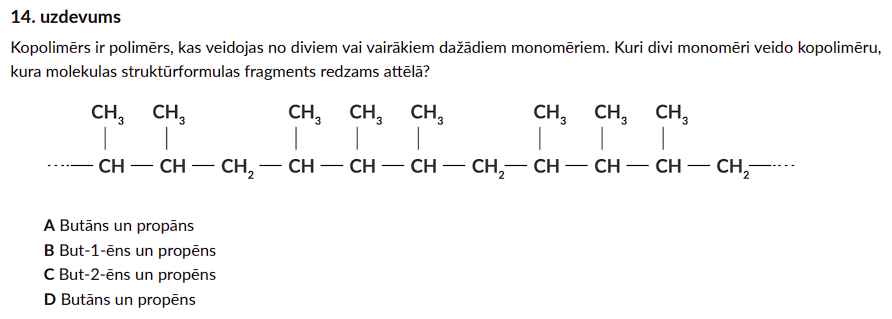 14. uzdevums
Kopolimērs ir polimērs, kas veidojas no diviem vai vairākiem dažādiem monomēriem. Kuri divi monomēri veido kopolimēru,
kura molekulas struktūrformulas fragments redzams attēlā?
CH₃ CH₃ CH₃ CH₃ CH₃ CH₃ CH₃ CH₃
CH — CH — CH₂ — CH — CH — CH — CH₂ — CH — CH — CH — CH₂
A Butāns un propāns
B But-1-ēns un propēns
C But-2-ēns un propēns
D Butāns un propēns